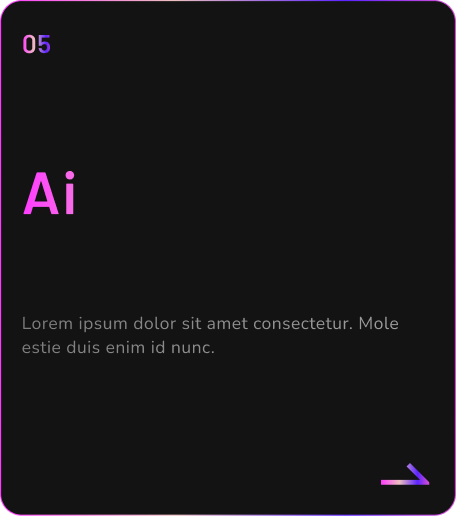 05
Ai
Lorem ipsum dolor sit amet consectetur. Mole
estie duis enim id nunc.